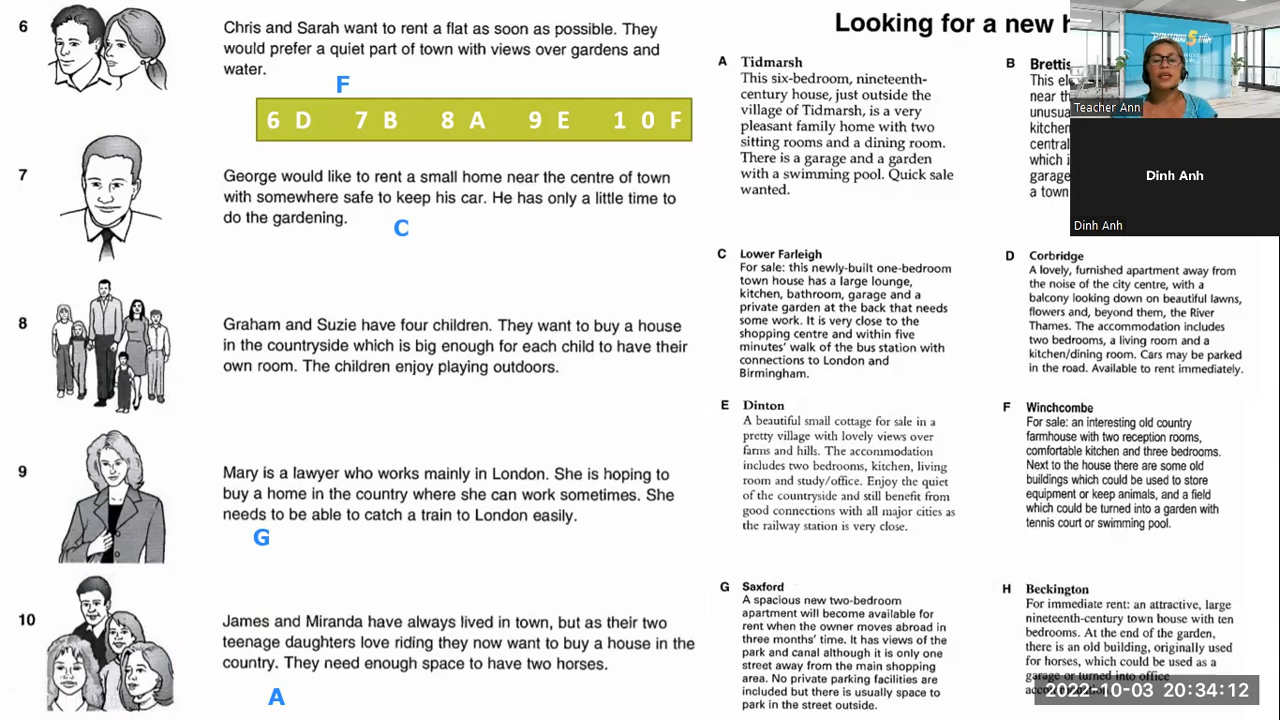 6
Chris and Sarah want to rent a flat as soon as possible. They
would prefer a quiet part of town with views over gardens and
water.
F
6 D 7 B 8 A 9 E 1 0 F
7
George would like to rent a small home near the centre of town
with somewhere safe to keep his car. He has only a little time to
do the gardening.
C
8
Graham and Suzie have four children. They want to buy a house
in the countryside which is big enough for each child to have their
own room. The children enjoy playing outdoors.
9
Mary is a lawyer who works mainly in London. She is hoping to
buy a home in the country where she can work sometimes. She
needs to be able to catch a train to London easily.
G
10
James and Miranda have always lived in town, but as their two
teenage daughters love riding they now want to buy a house in the
country. They need enough space to have two horses.
A
Looking for a new
A Tidmarsh
This six-bedroom, nineteenth-
century house, just outside the
village of Tidmarsh, is a very
pleasant family home with two
sitting rooms and a dining room.
There is a garage and a garden
with a swimming pool. Quick sale
wanted.
B
This
near
kitchen
which
a town
Teacher Ann
Dinh Anh
Dinh Anh
C Lower Farleigh
For sale: this newly-built one-bedroom
town house has a large lounge,
kitchen, bathroom, garage and a
private garden at the back that needs
some work. It is very close to the
shopping centre and within five
minutes' walk of the bus station with
connections to London and
Birmingham.
D Corbridge
A lovely, furnished apartment away from
the noise of the city centre, with a
balcony looking down on beautiful lawns,
flowers and, beyond them, the River
Thames. The accommodation includes
two bedrooms, a living room and a
kitchen/dining room. Cars may be parked
in the road. Available to rent immediately.
E Dinton
A beautiful small cottage for sale in a
pretty village with lovely views over
farms and hills. The accommodation
includes two bedrooms, kitchen, living
room and study/office. Enjoy the quiet
of the countryside and still benefit from
good connections with all major cities as
the railway station is very close.
F Winchcombe
For sale: an interesting old country
farmhouse with two reception rooms,
comfortable kitchen and three bedrooms.
Next to the house there are some old
buildings which could be used to store
equipment or keep animals, and a field
which could be turned into a garden with
tennis court or swimming pool.
G Saxford
A spacious new two-bedroom
apartment will become available for
rent when the owner moves abroad in
three months' time. It has views of the
park and canal although it is only one
street away from the main shopping
area. No private parking facilities are
included but there is usually space to
park in the street outside.
H Beckington
For immediate rent: an attractive, large
nineteenth-century town house with ten
bedrooms. At the end of the garden,
there is an old building, originally used
for horses, which could be used as a
garage or turned into office
2022-10-03 20:34:12